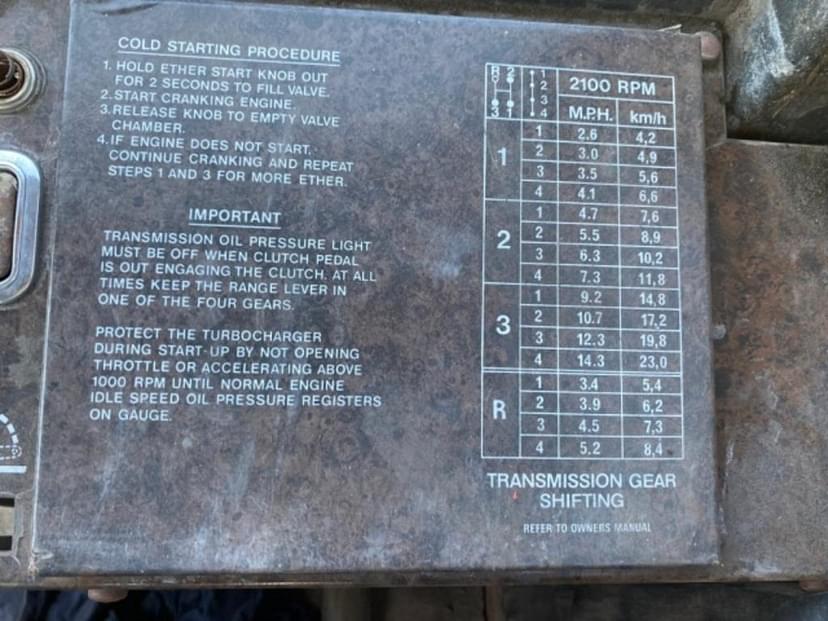 COLD STARTING PROCEDURE
1. HOLD ETHER START KNOB OUT
FOR 2 SECONDS TO FILL VALVE.
2. START CRANKING ENGINE.
3. RELEASE KNOB TO EMPTY VALVE
CHAMBER.
4. IF ENGINE DOES NOT START.
CONTINUE CRANKING AND REPEAT
STEPS 1 AND 3 FOR MORE ETHER.
IMPORTANT
TRANSMISSION OIL PRESSURE LIGHT
MUST BE OFF WHEN CLUTCH PEDAL
IS OUT ENGAGING THE CLUTCH. AT ALL
TIMES KEEP THE RANGE LEVER IN
ONE OF THE FOUR GEARS.
PROTECT THE TURBOCHARGER
DURING START-UP BY NOT OPENING
THROTTLE OR ACCELERATING ABOVE
1000 RPM UNTIL NORMAL ENGINE
IDLE SPEED OIL PRESSURE REGISTERS
ON GAUGE.
R 2 1 2100 RPM
2
3
3 1 4 M.P.H. km/h
1 1 2.6 4,2
2 3.0 4,9
3 3.5 5,6
4 4.1 6,6
2 1 4.7 7,6
2 5.5 8,9
3 6.3 10,2
4 7.3 11,8
3 1 9.2 14,8
2 10.7 17,2
3 12.3 19,8
4 14.3 23,0
R 1 3.4 5,4
2 3.9 6,2
3 4.5 7,3
4 5.2 8,4
TRANSMISSION GEAR
SHIFTING
REFER TO OWNERS MANUAL